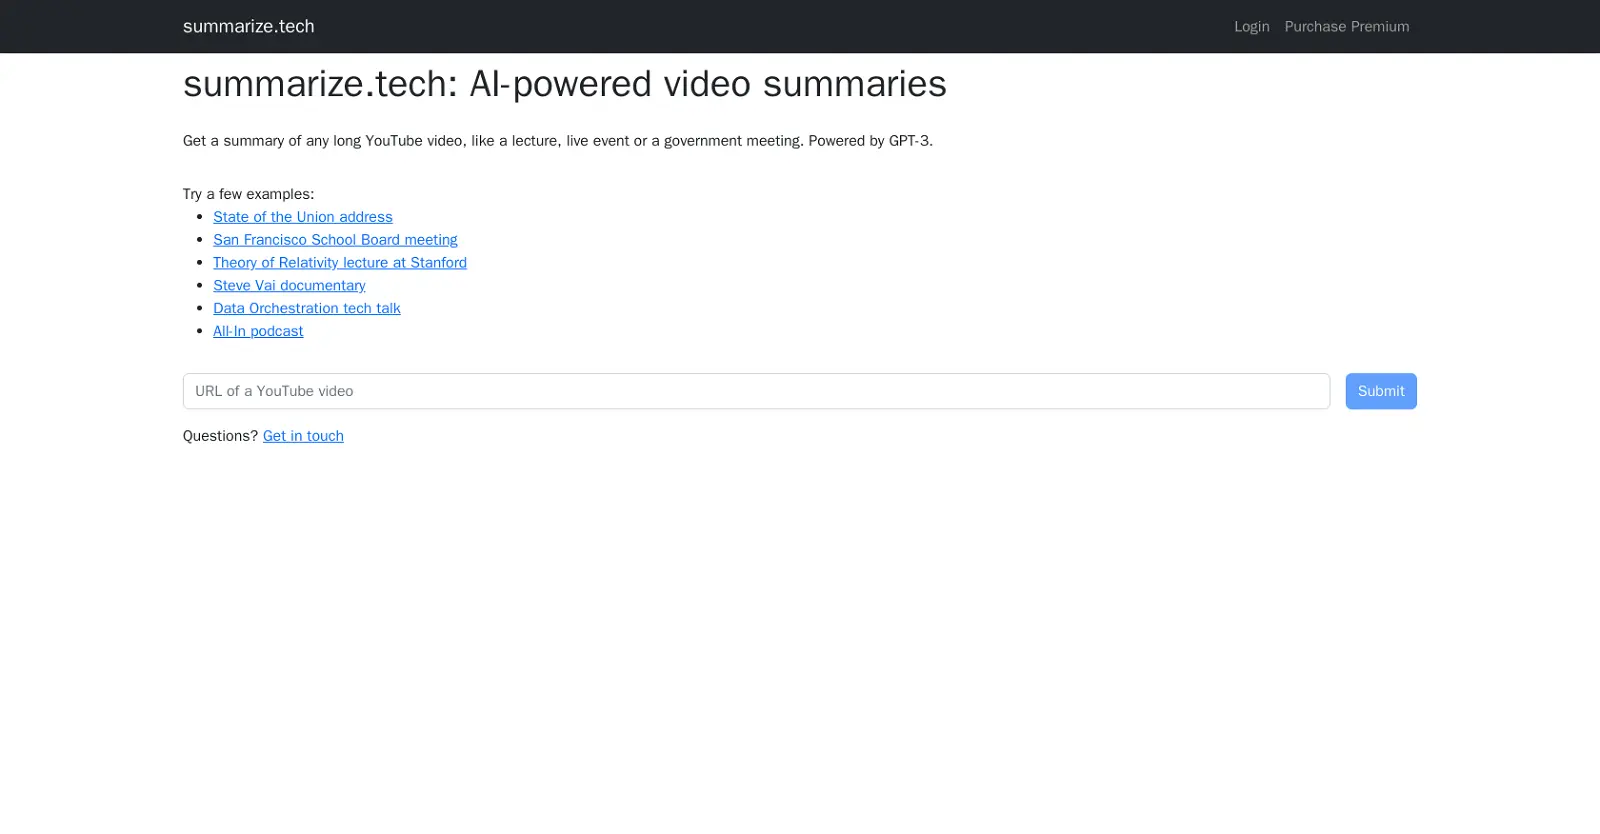 summarize.tech
Login
Purchase Premium
summarize.tech: AI-powered video summaries
Get a summary of any long YouTube video, like a lecture, live event or a government meeting. Powered by GPT-3.
Try a few examples:
State of the Union address
San Francisco School Board meeting
Theory of Relativity lecture at Stanford
Steve Vai documentary
Data Orchestration tech talk
All-In podcast
URL of a YouTube video
Submit
Questions? Get in touch